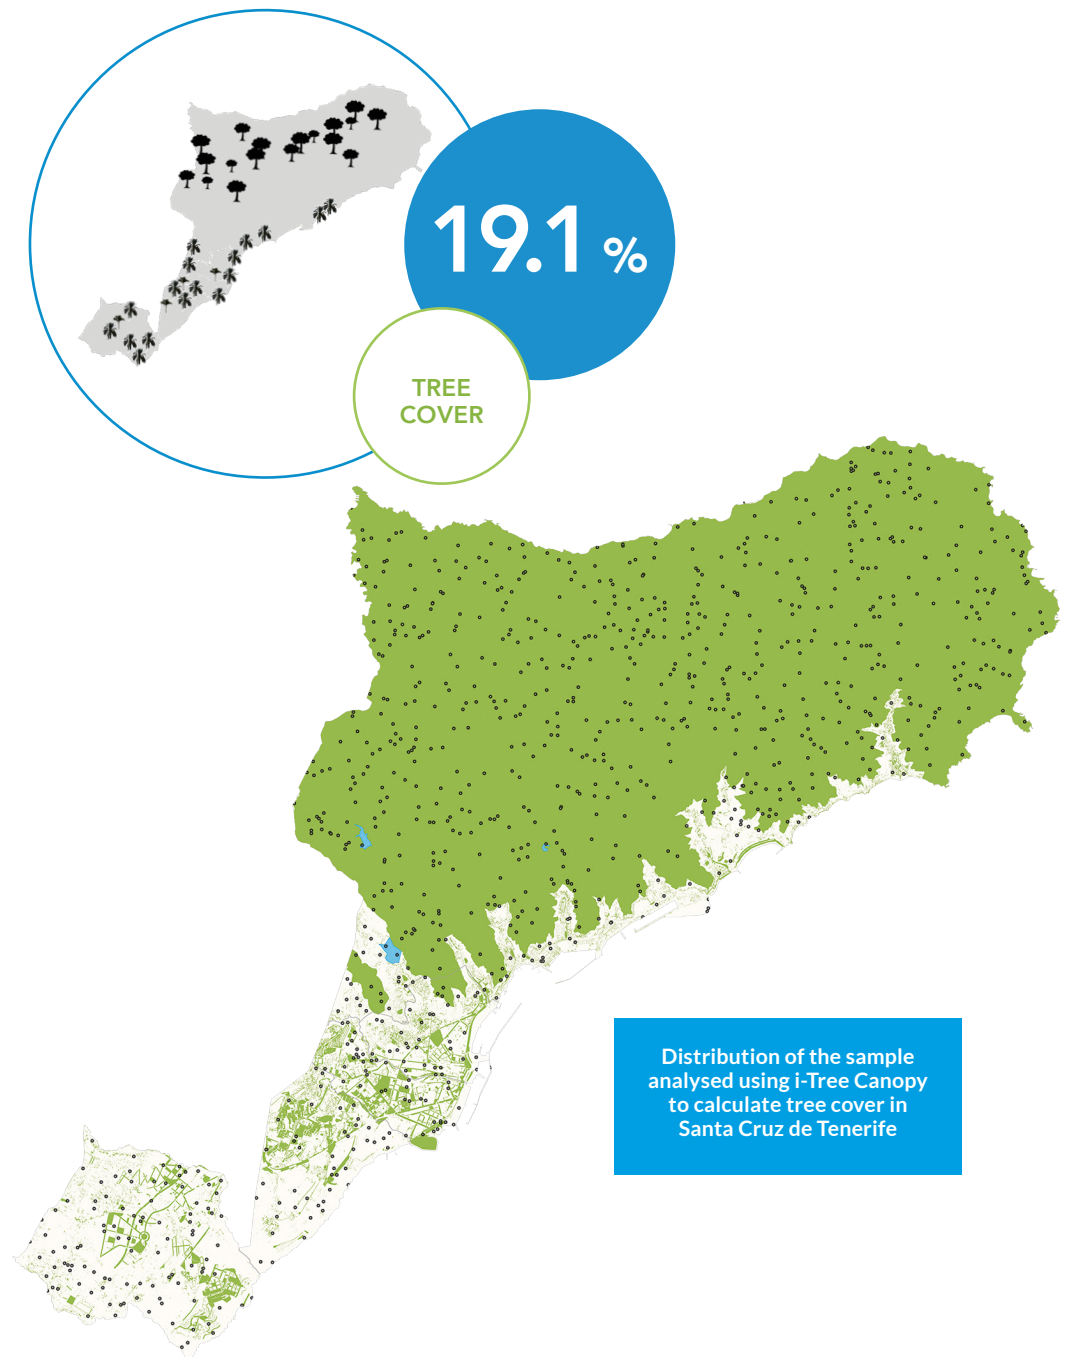 19.1 %
TREE
COVER
Distribution of the sample
analysed using i-Tree Canopy
to calculate tree cover in
Santa Cruz de Tenerife